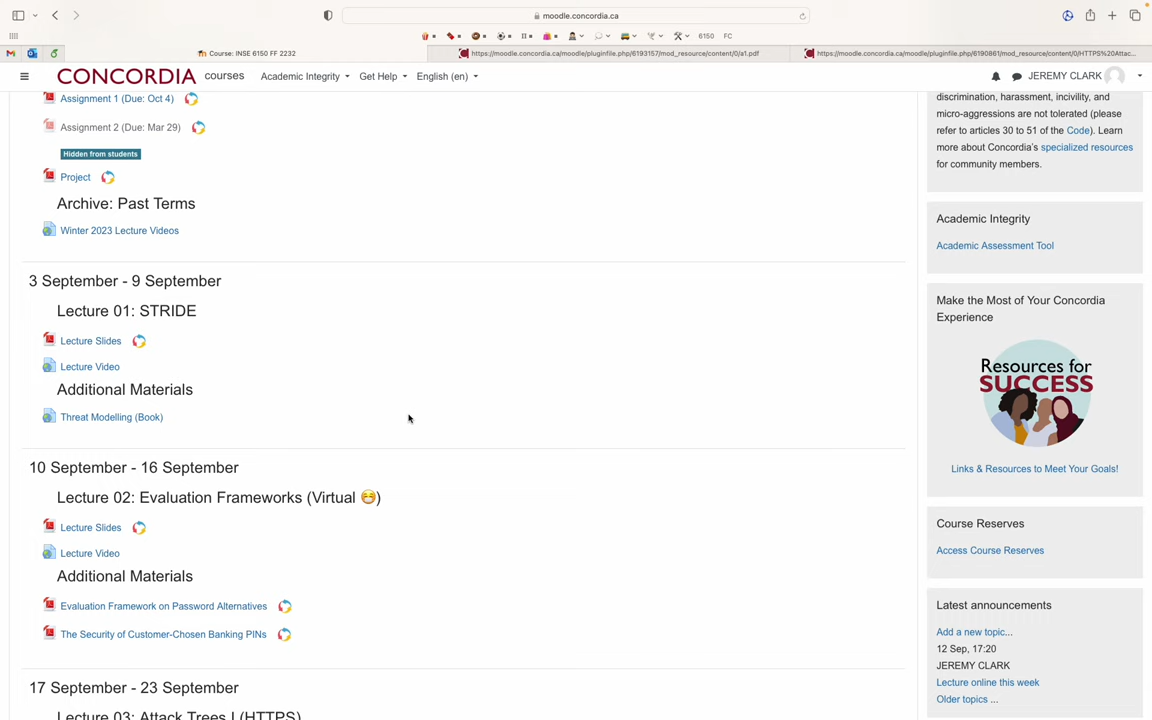 moodle.concordia.ca
6150
FC
Course: INSE 6150 FF 2232
https://moodle.concordia.ca/moodle/pluginfile.php/6193157/mod_resource/content/0/a1.pdf
https://moodle.concordia.ca/moodle/pluginfile.php/6190861/mod_resource/content/0/HTTPS%20Attac...
CONCORDIA courses
Academic Integrity
Get Help
English (en)
JEREMY CLARK
Assignment 1 (Due: Oct 4)
Assignment 2 (Due: Mar 29)
Hidden from students
Project
Archive: Past Terms
Winter 2023 Lecture Videos
3 September - 9 September
Lecture 01: STRIDE
Lecture Slides
Lecture Video
Additional Materials
Threat Modelling (Book)
10 September - 16 September
Lecture 02: Evaluation Frameworks (Virtual 😁)
Lecture Slides
Lecture Video
Additional Materials
Evaluation Framework on Password Alternatives
The Security of Customer-Chosen Banking PINs
17 September - 23 September
Lecture 03: Attack Trees I (HTTPS)
discrimination, harassment, incivility, and
micro-aggressions are not tolerated (please
refer to articles 30 to 51 of the Code). Learn
more about Concordia's specialized resources
for community members.
Academic Integrity
Academic Assessment Tool
Make the Most of Your Concordia
Experience
Resources for
SUCCESS
Links & Resources to Meet Your Goals!
Course Reserves
Access Course Reserves
Latest announcements
Add a new topic...
12 Sep, 17:20
JEREMY CLARK
Lecture online this week
Older topics ...